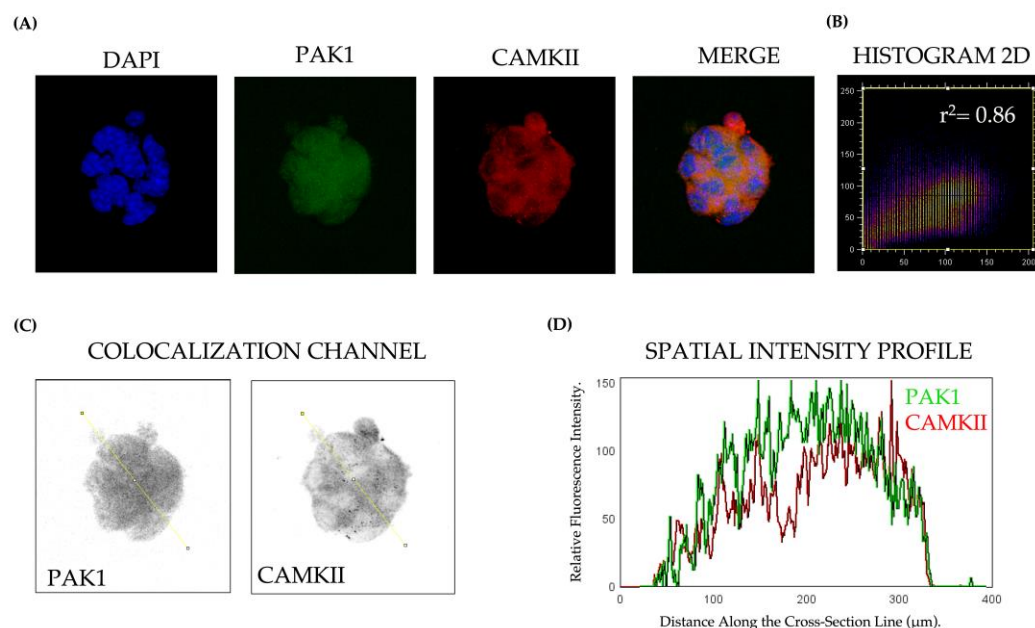 (A)
DAPI
PAK1
CAMKII
MERGE
(B)
HISTOGRAM 2D
r²= 0.86
250
200
150
100
50
0
0 50 100 150 200
(C)
COLOCALIZATION CHANNEL
PAK1
CAMKII
(D)
SPATIAL INTENSITY PROFILE
PAK1
CAMKII
Relative Fluorescence Intensity.
150
100
50
0
0 100 200 300 400
Distance Along the Cross-Section Line (µm).